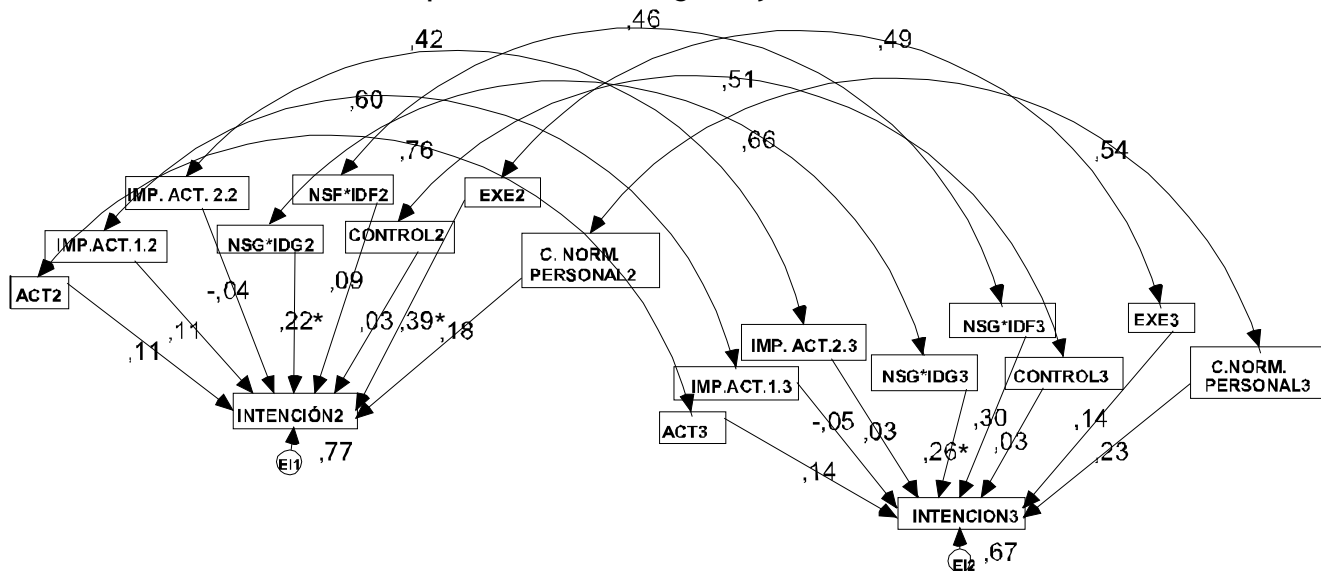 ,46
,42
,49
,51
,60
,66
,54
,76
IMP. ACT. 2.2
NSF*IDF2
EXE2
IMP.ACT.1.2
NSG*IDG2
CONTROL2
C. NORM.
PERSONAL2
ACT2
-,04
,09
,11
,22*
,03
,39*
,18
,11
INTENCIÓN2
EI1
,77
NSG*IDF3
EXE3
IMP. ACT.2.3
NSG*IDG3
CONTROL3
C.NORM.
PERSONAL3
IMP.ACT.1.3
ACT3
-,05
,03
,30
,14
,26*
,03
,23
,14
INTENCION3
EI2
,67